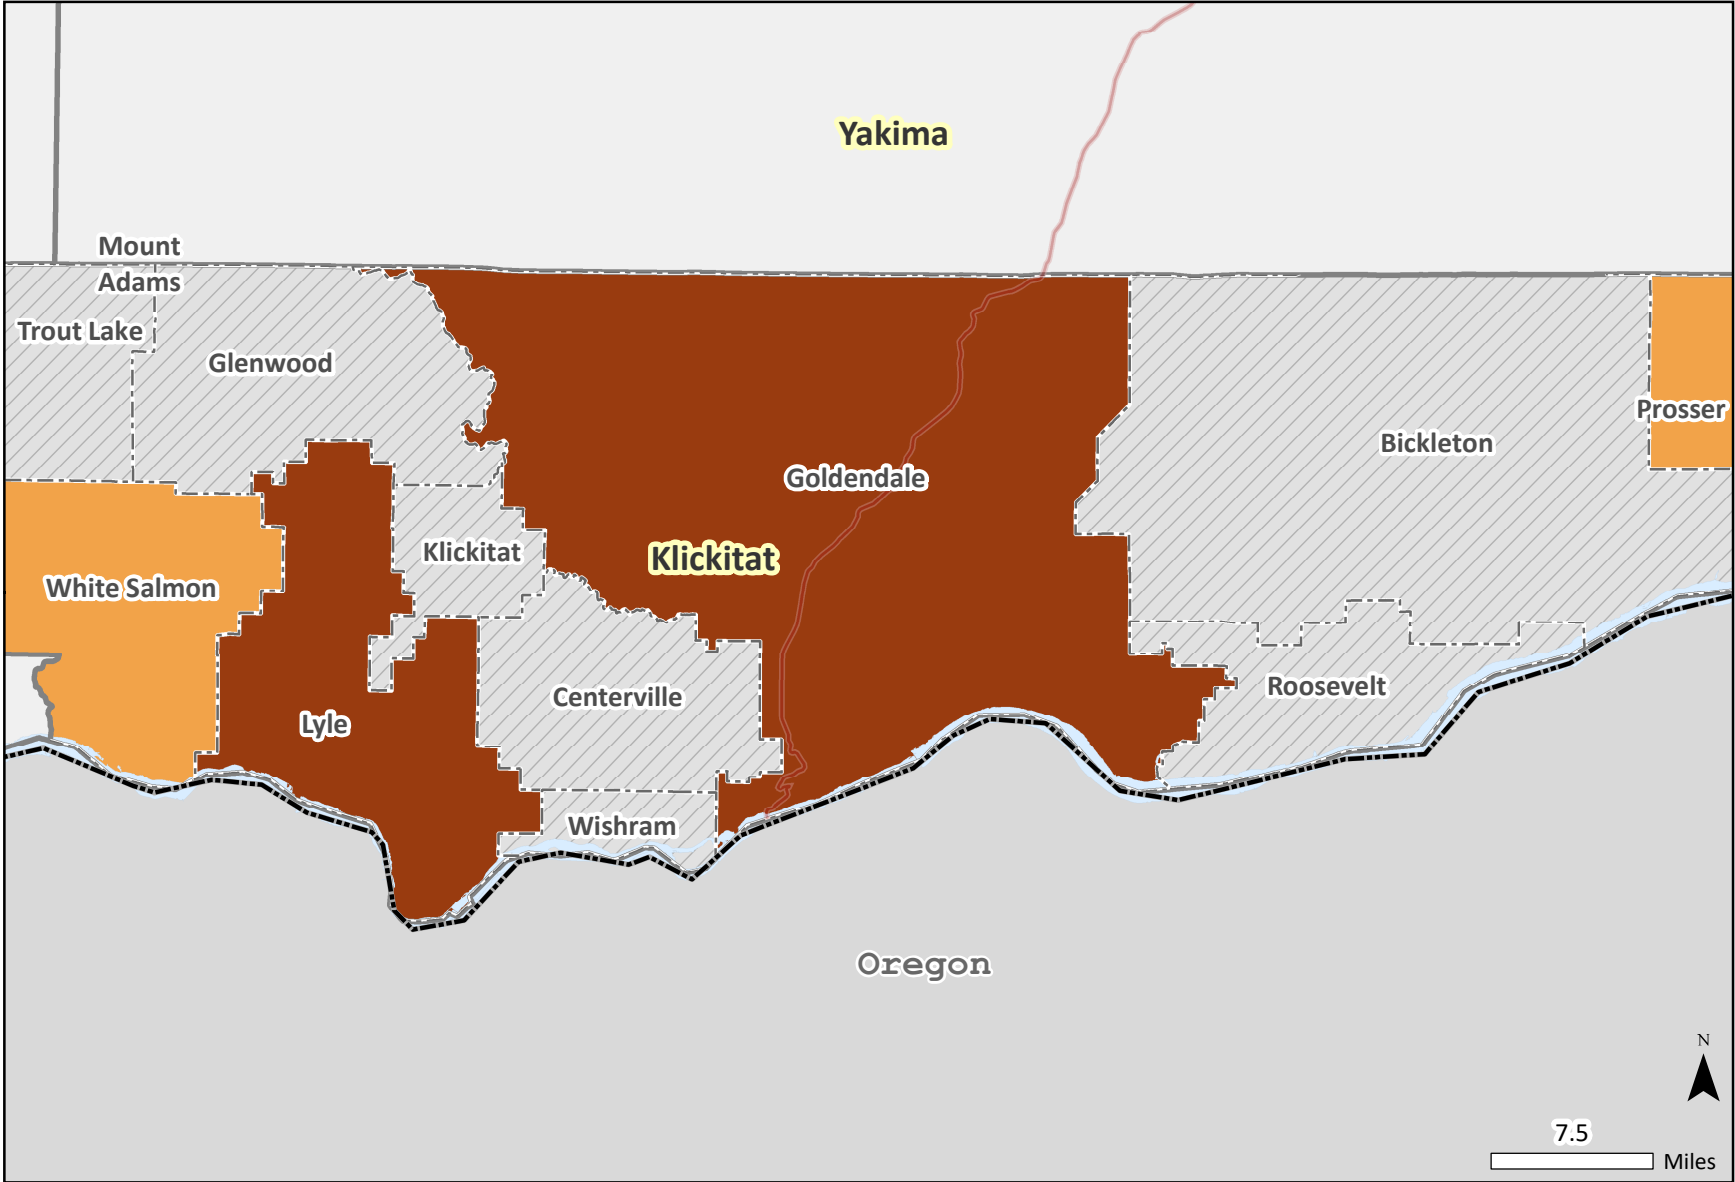 Yakima
Mount
Adams
Trout Lake
Glenwood
Prosser
Bickleton
Goldendale
Klickitat
Klickitat
White Salmon
Roosevelt
Centerville
Lyle
Wishram
Oregon
N
7.5
Miles